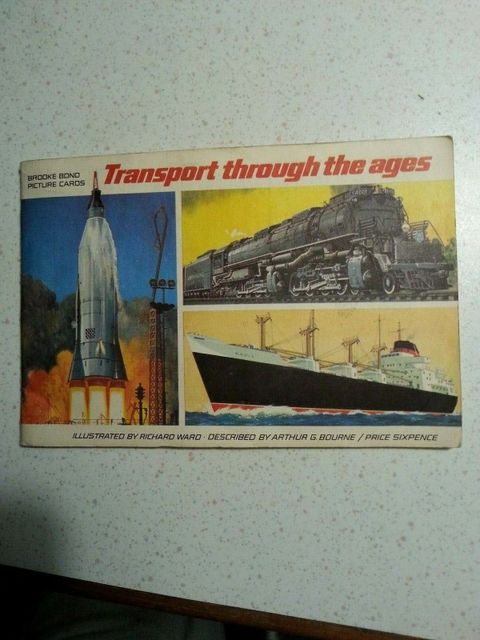 BROOKE BOND
PICTURE CARDS
Transport through the ages
ILLUSTRATED BY RICHARD WARD · DESCRIBED BY ARTHUR G. BOURNE / PRICE SIXPENCE